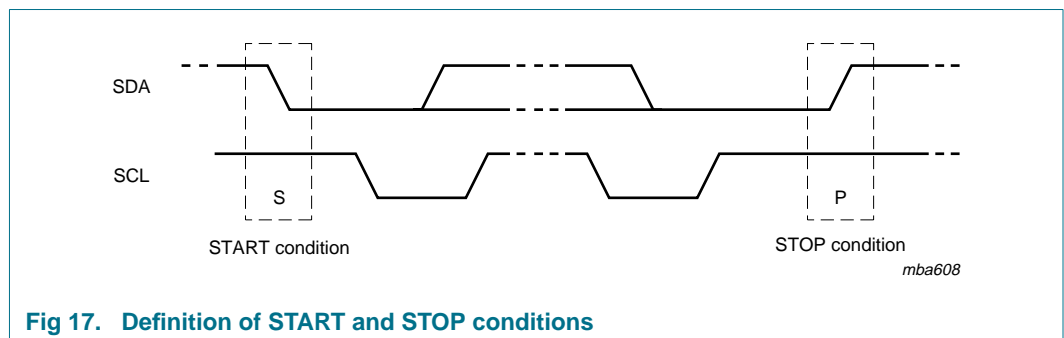 SDA
SCL
S
P
START condition
STOP condition
mba608
Fig 17. Definition of START and STOP conditions